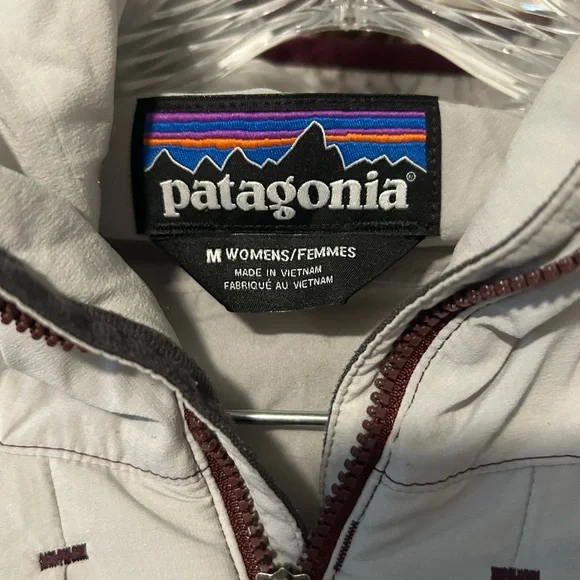 patagonia®
M WOMENS/FEMMES
MADE IN VIETNAM
FABRIQUÉ AU VIETNAM